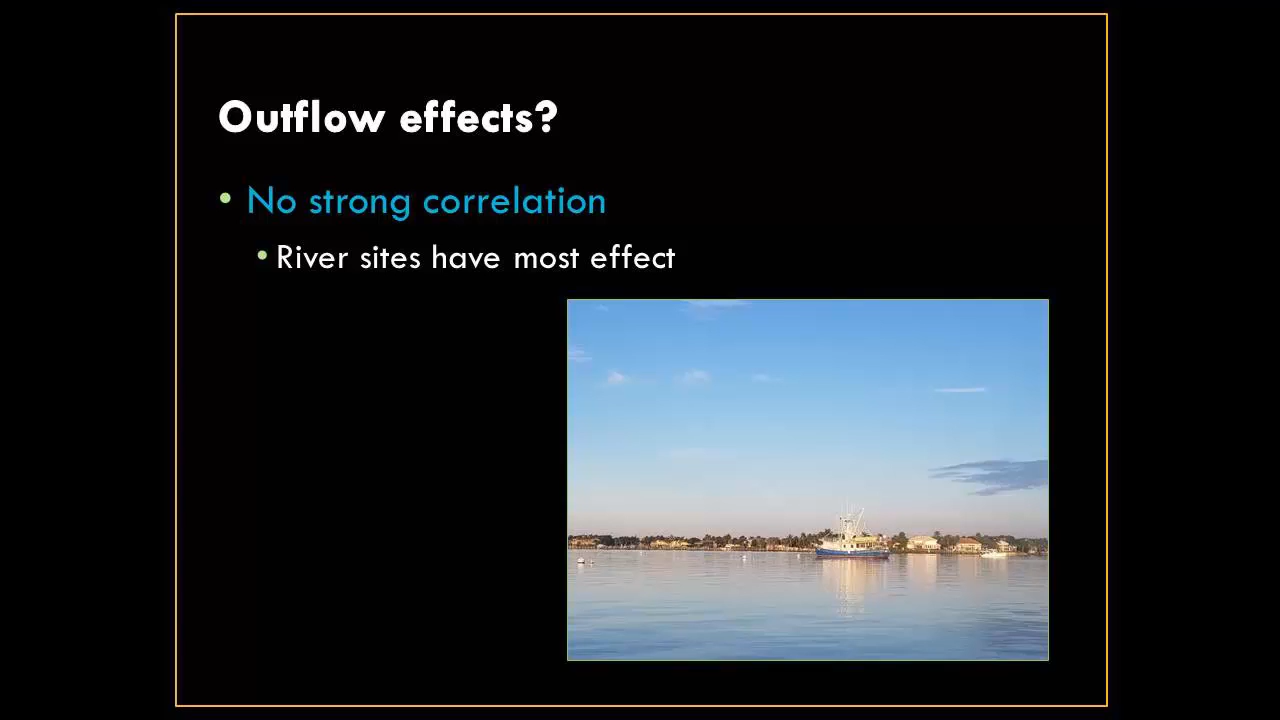 Outflow effects?
• No strong correlation
• River sites have most effect